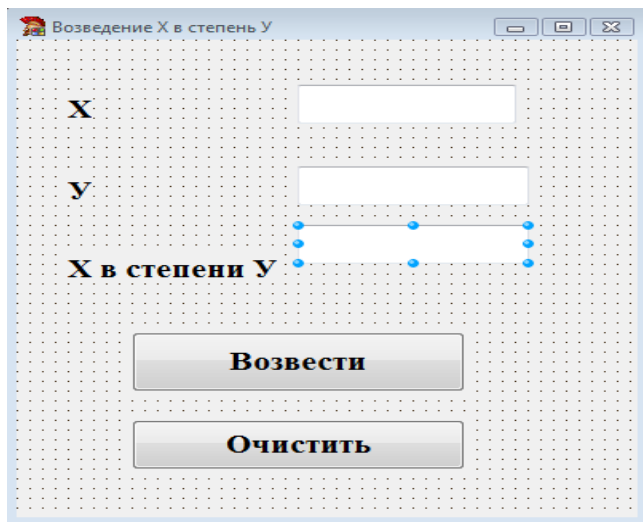 Возведение X в степень У
X
У
X в степени У
Возвести
Очистить